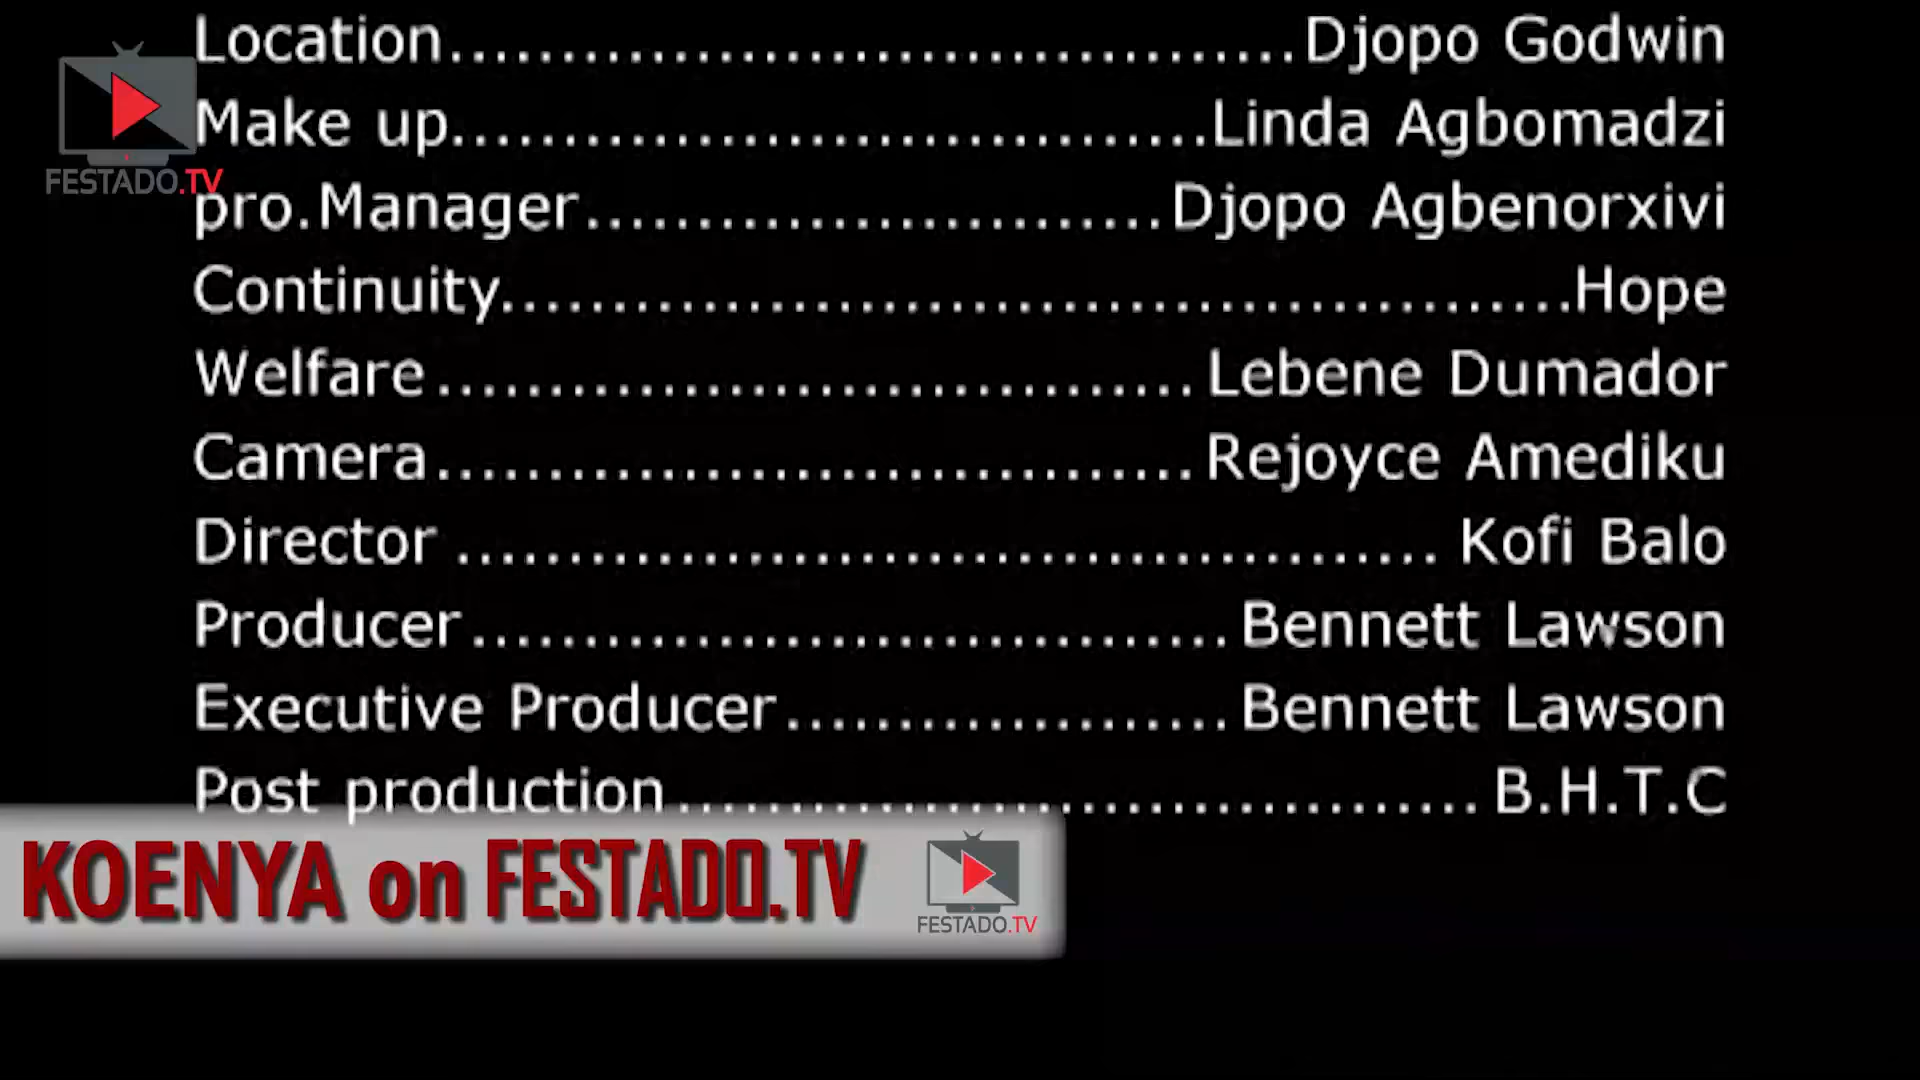 Location......................................Djopo Godwin
Make up..................................Linda Agbomadzi
pro.Manager..........................Djopo Agbenorxivi
Continuity................................................Hope
Welfare..................................Lebene Dumador
Camera..................................Rejoyce Amediku
Director ............................................ Kofi Balo
Producer..................................Bennett Lawson
Executive Producer....................Bennett Lawson
Post production....................................B.H.T.C
FESTADO.TV
KOENYA on FESTADO.TV
FESTADO.TV